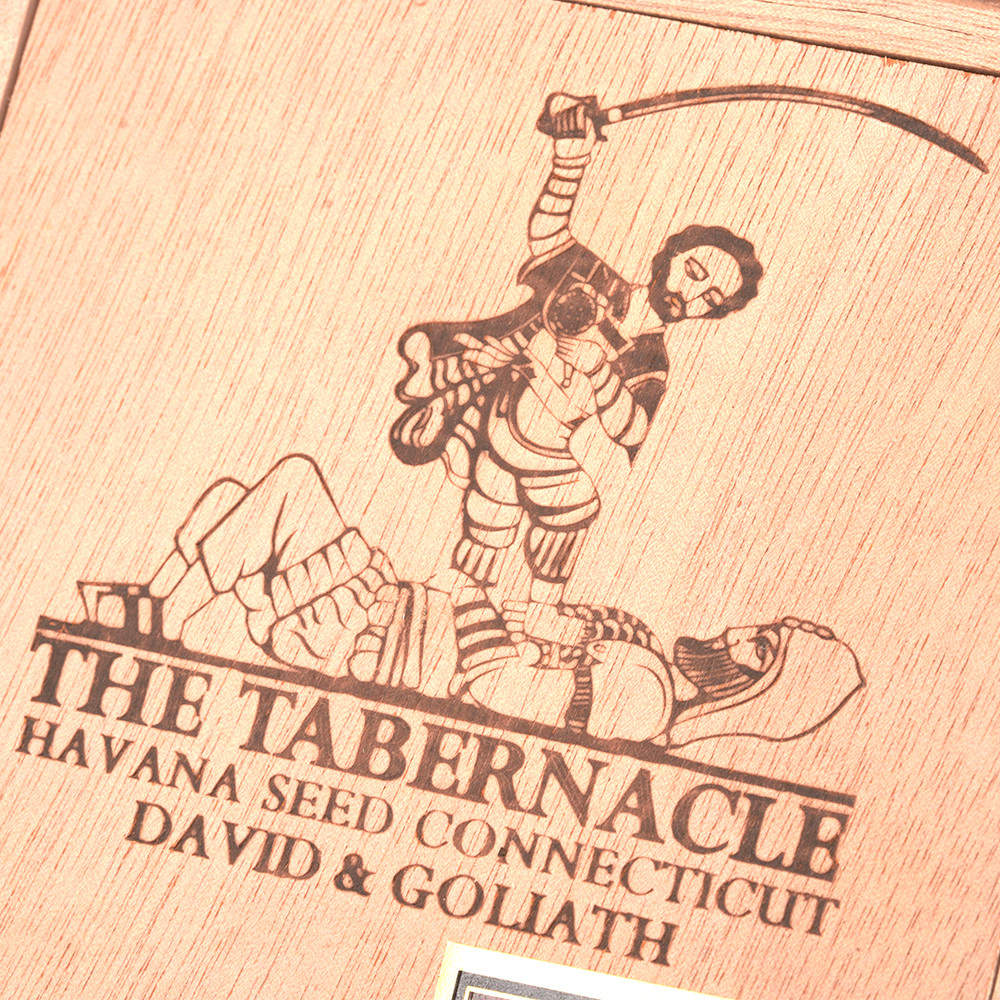 THE TABERNACLE
HAVANA SEED CONNECTICUT
DAVID & GOLIATH